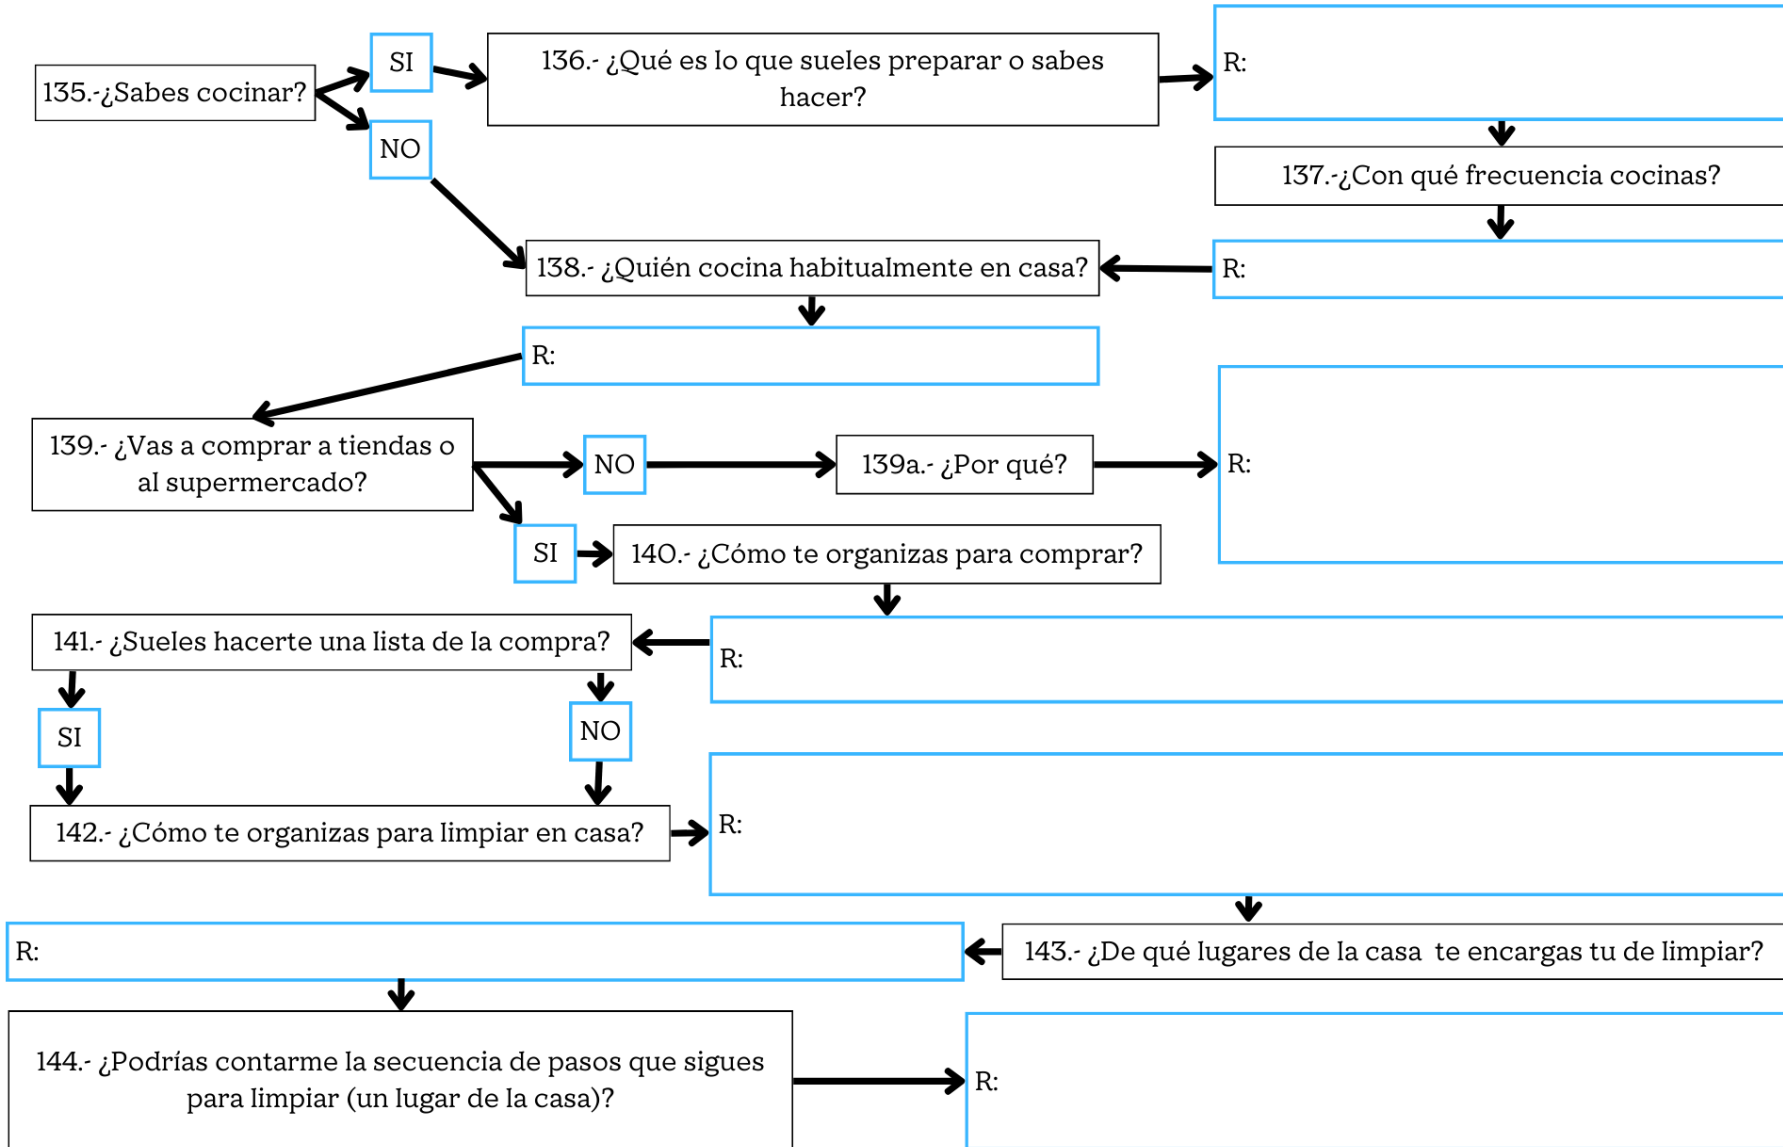 135.-¿Sabes cocinar?
SI
NO
136.- ¿Qué es lo que sueles preparar o sabes
hacer?
R:
137.-¿Con qué frecuencia cocinas?
R:
138.- ¿Quién cocina habitualmente en casa?
R:
139.- ¿Vas a comprar a tiendas o
al supermercado?
NO
139a.- ¿Por qué?
R:
SI
140.- ¿Cómo te organizas para comprar?
R:
141.- ¿Sueles hacerte una lista de la compra?
SI
NO
142.- ¿Cómo te organizas para limpiar en casa?
R:
143.- ¿De qué lugares de la casa  te encargas tu de limpiar?
R:
144.- ¿Podrías contarme la secuencia de pasos que sigues
para limpiar (un lugar de la casa)?
R: